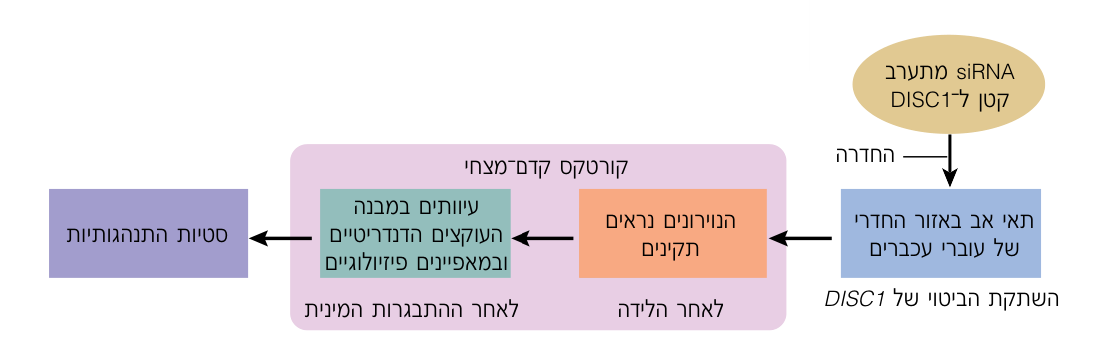 siRNA מתערב
קטן ל־DISC1
החדרה
תאי אב באזור החדרי
של עוברי עכברים
השתקת הביטוי של DISC1
קורטקס קדם־מצחי
הנוירונים נראים
תקינים
לאחר הלידה
עיוותים במבנה
העוקצים הדנדריטיים
ובמאפיינים פיזיולוגיים
לאחר ההתבגרות המינית
סטיות התנהגותיות